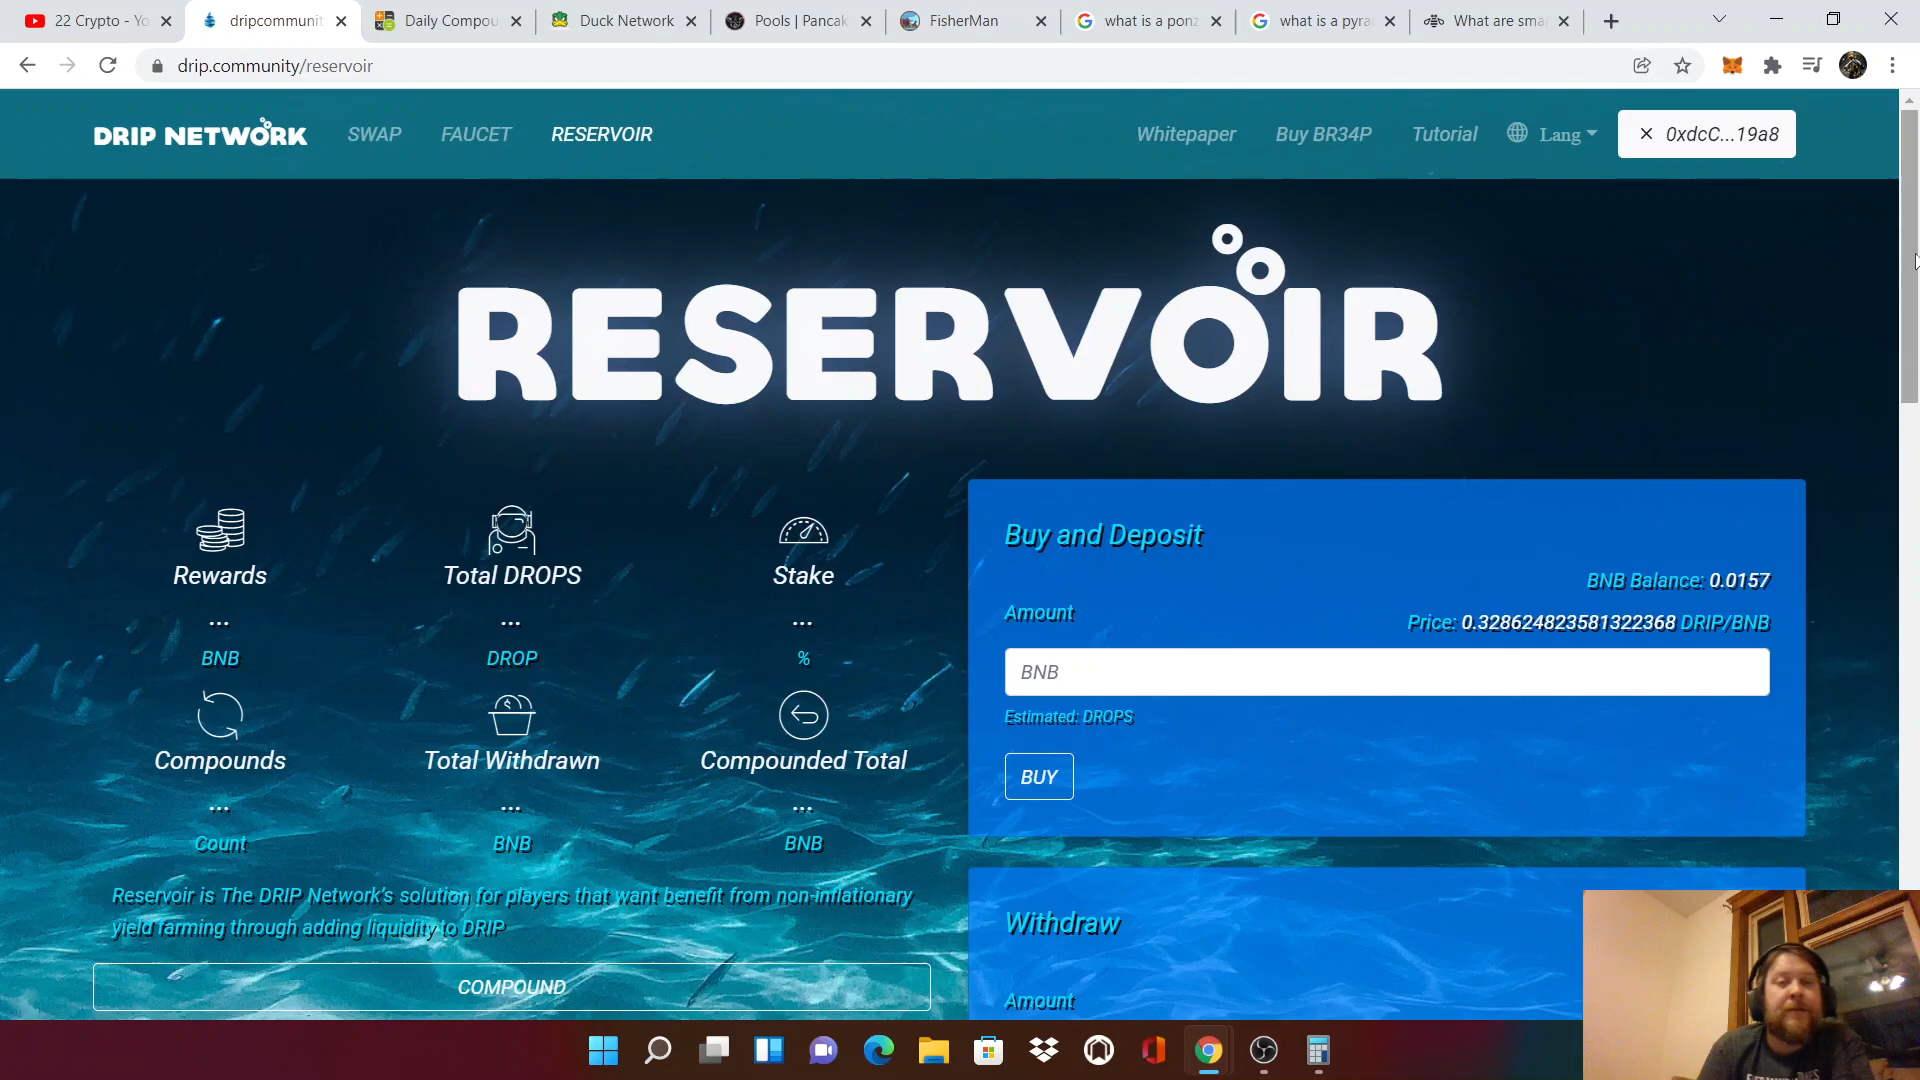 22 Crypto - Yo
dripcommunit
Daily Compou
Duck Network
Pools | Pancak
FisherMan
what is a ponz
what is a pyra
What are sma
drip.community/reservoir
DRIP NETWORK
SWAP
FAUCET
RESERVOIR
Whitepaper
Buy BR34P
Tutorial
Lang
0xdcC...19a8
RESERVOIR
Rewards
Total DROPS
Stake
...
...
...
BNB
DROP
%
Compounds
Total Withdrawn
Compounded Total
...
...
...
Count
BNB
BNB
Reservoir is The DRIP Network's solution for players that want benefit from non-inflationary
yield farming through adding liquidity to DRIP
COMPOUND
Buy and Deposit
BNB Balance: 0.0157
Amount
Price: 0.328624823581322368 DRIP/BNB
BNB
Estimated: DROPS
BUY
Withdraw
Amount